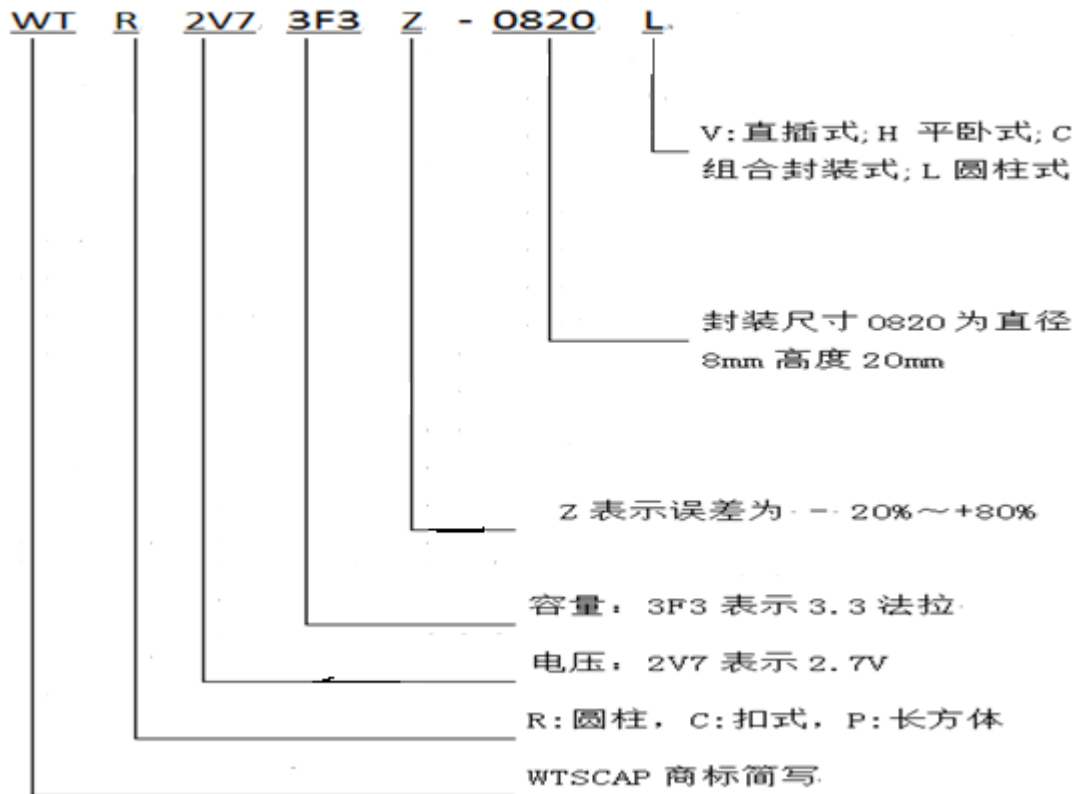 WT R 2V7 3F3 Z - 0820 L
V:直插式;H 平卧式;C
组合封装式;L 圆柱式
封装尺寸 0820 为直径
8mm 高度 20mm
Z 表示误差为 - 20%～+80%
容量：3F3 表示 3.3 法拉
电压：2V7 表示 2.7V
R:圆柱，C:扣式，P:长方体
WTSCAP 商标简写